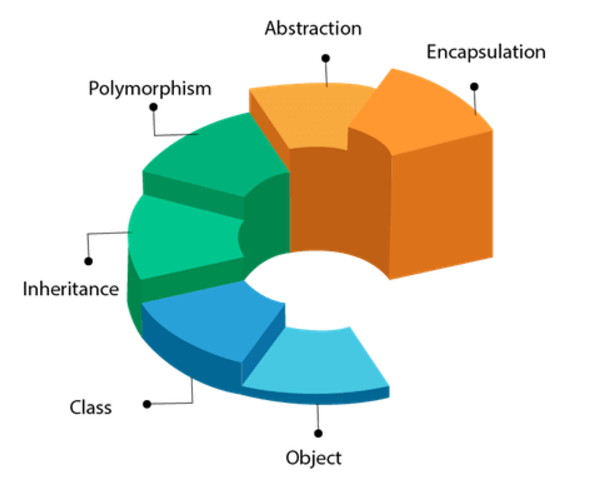 Abstraction
Encapsulation
Polymorphism
Inheritance
Class
Object